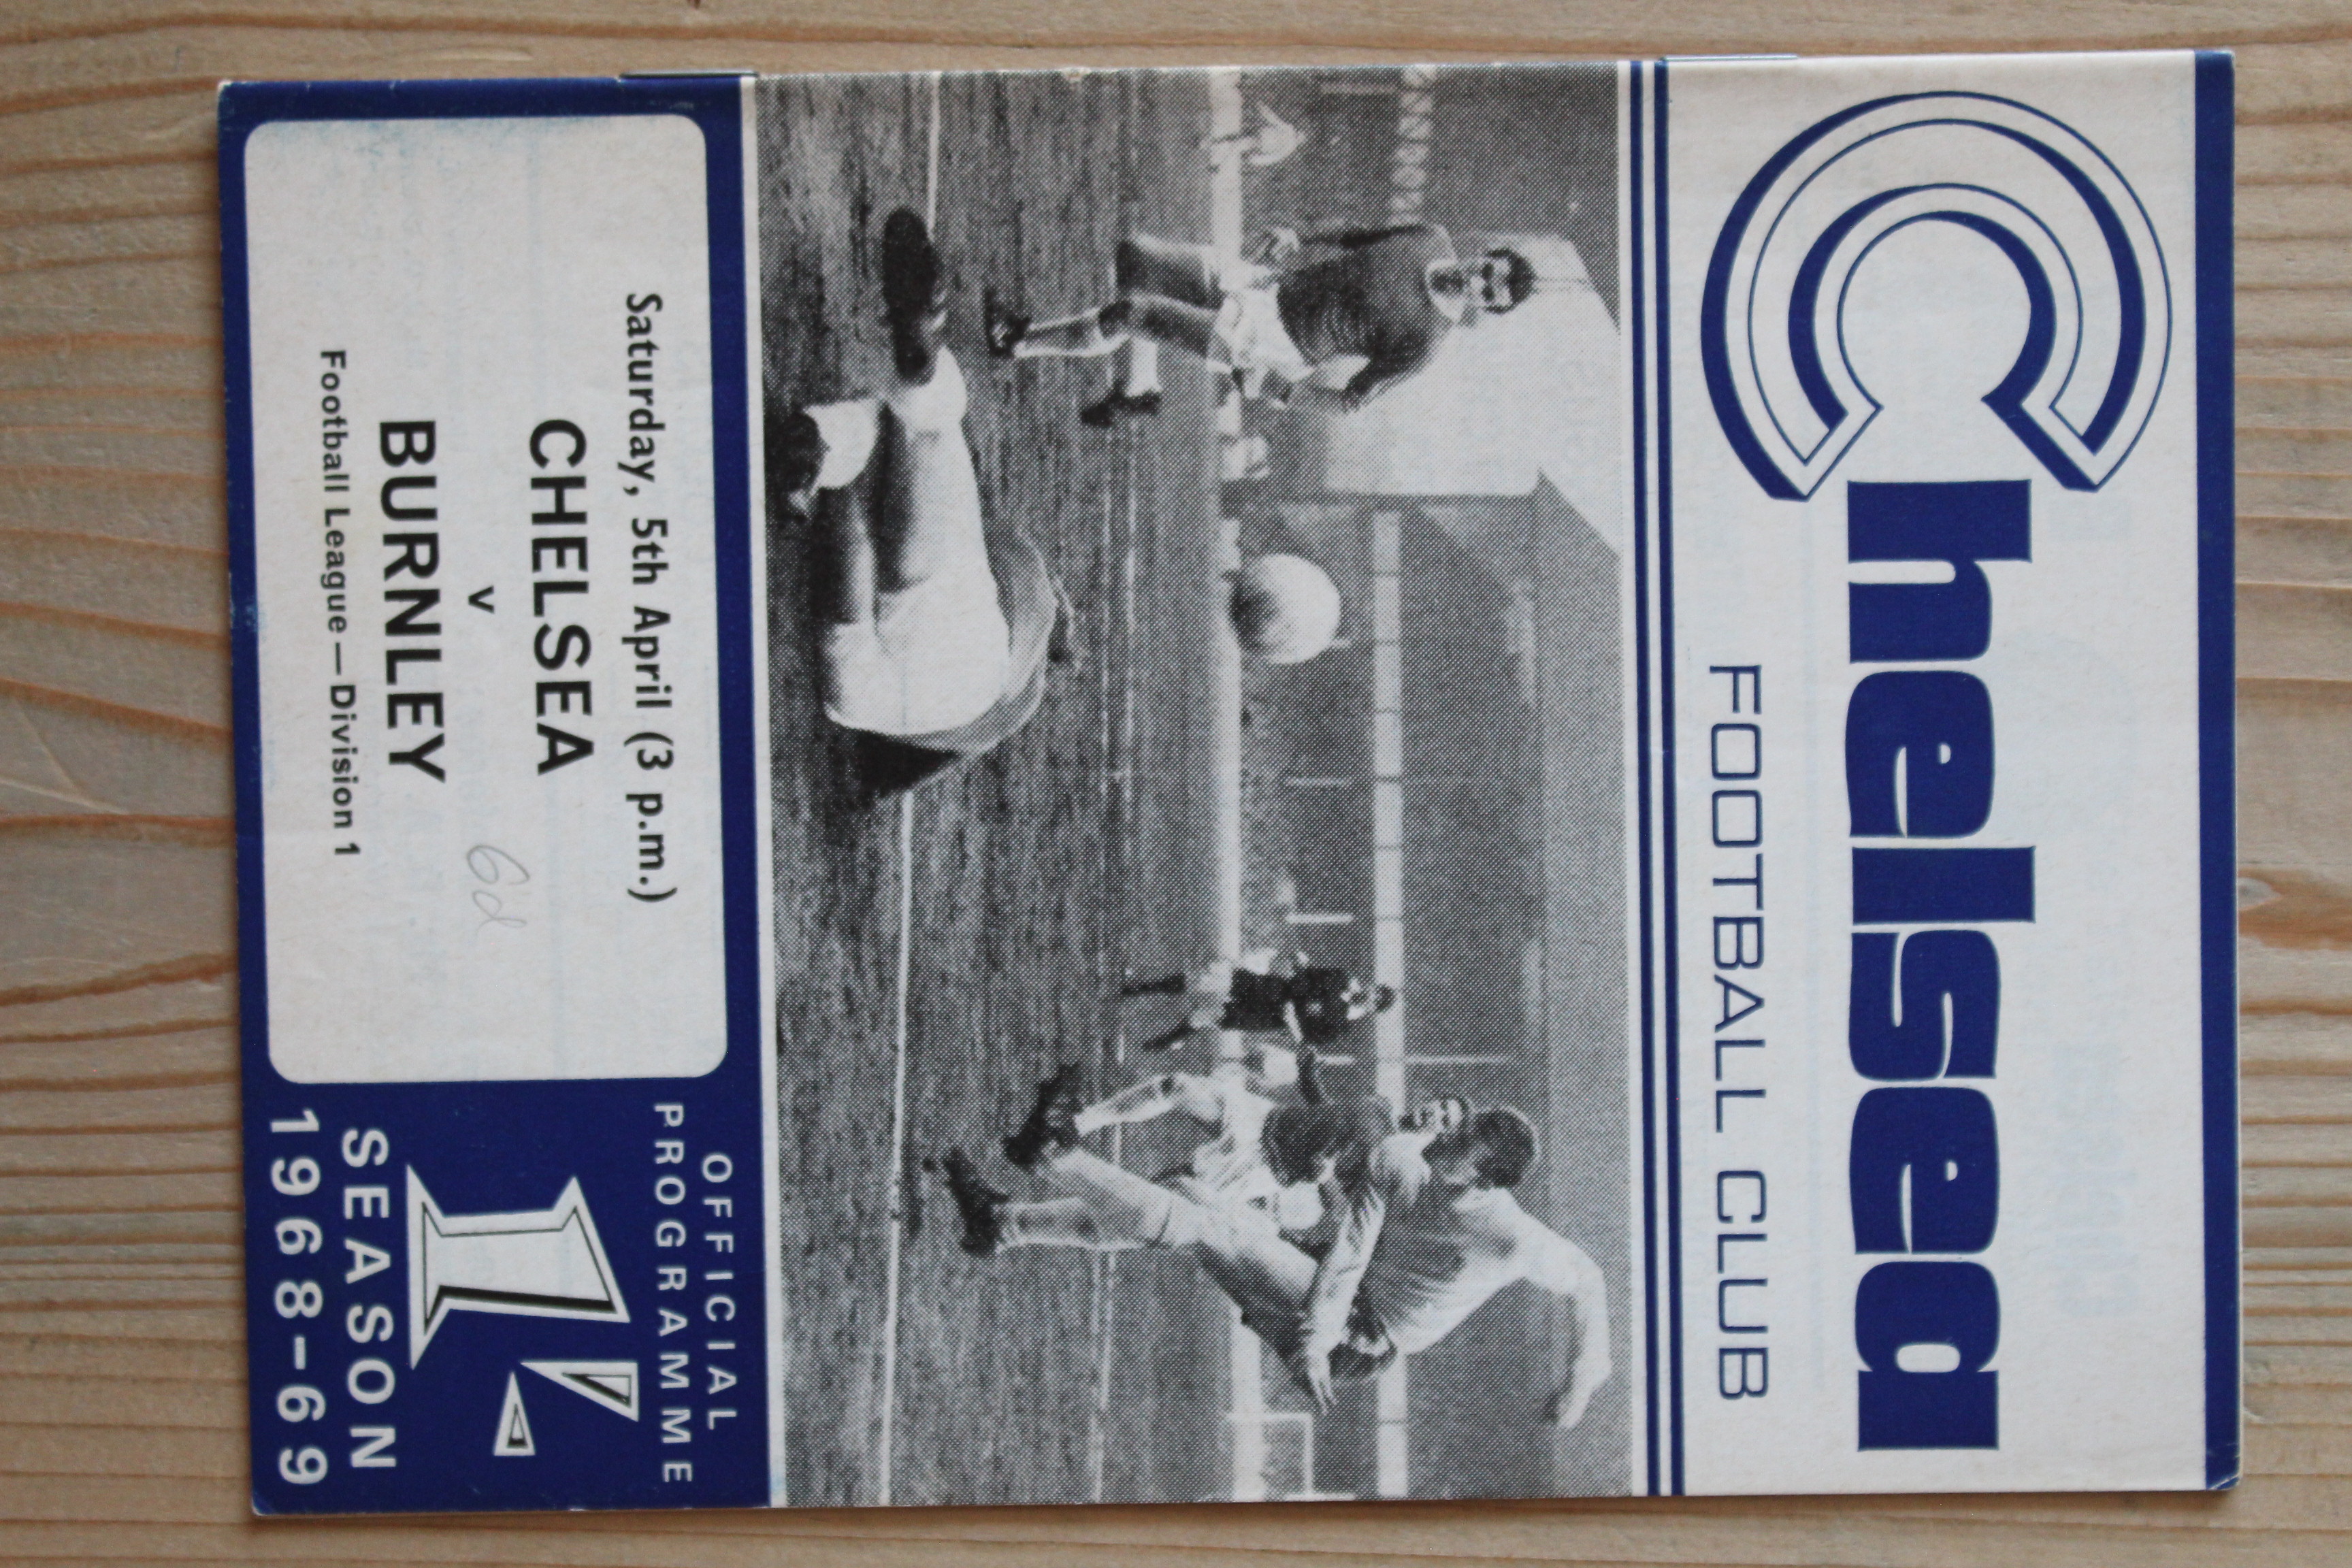 Chelsea
FOOTBALL CLUB
Saturday, 5th April (3 p.m.)
CHELSEA
v
BURNLEY
Football League — Division 1
6d
OFFICIAL
PROGRAMME
1/-
SEASON
1968-69